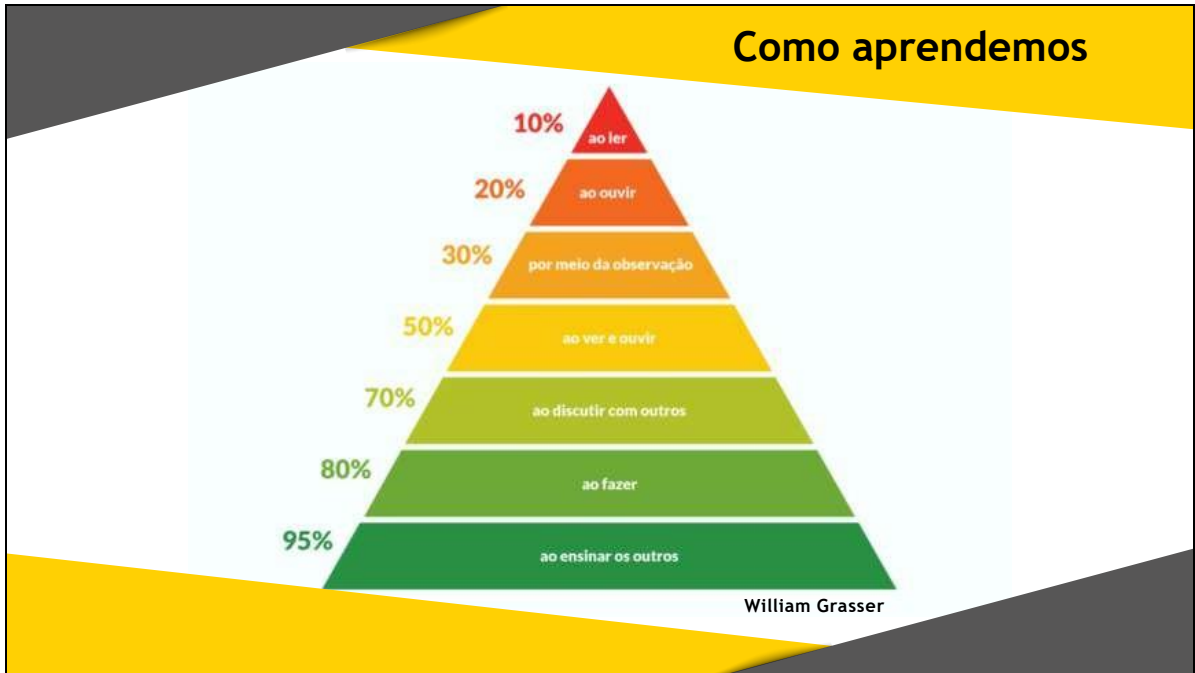 Como aprendemos
10%
ao ler
20%
ao ouvir
30%
por meio da observação
50%
ao ver e ouvir
70%
ao discutir com outros
80%
ao fazer
95%
ao ensinar os outros
William Grasser